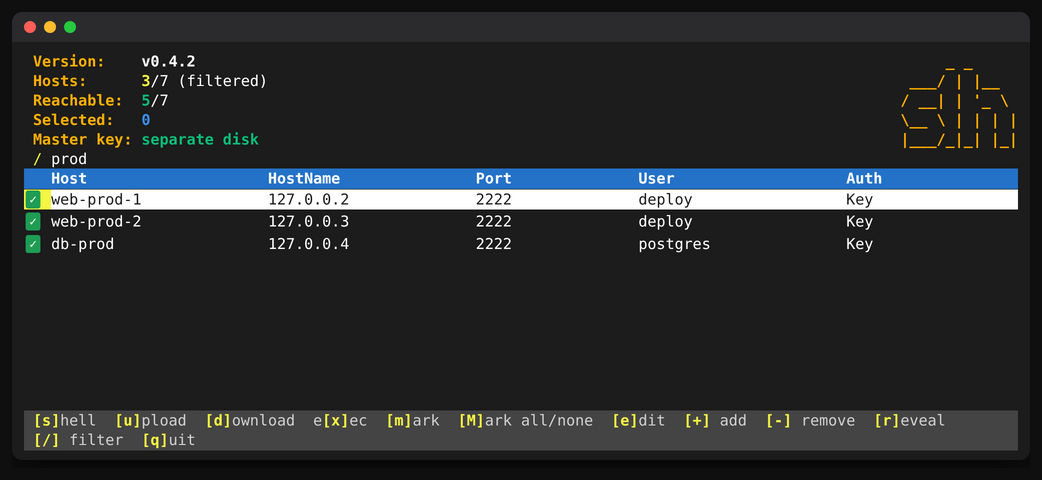 Version: v0.4.2
Hosts: 3/7 (filtered)
Reachable: 5/7
Selected: 0
Master key: separate disk
/ prod
Host HostName Port User Auth
✓ web-prod-1 127.0.0.2 2222 deploy Key
✓ web-prod-2 127.0.0.3 2222 deploy Key
✓ db-prod 127.0.0.4 2222 postgres Key
[s]hell [u]pload [d]ownload e[x]ec [m]ark [M]ark all/none [e]dit [+] add [-] remove [r]eveal
[/] filter [q]uit
sh